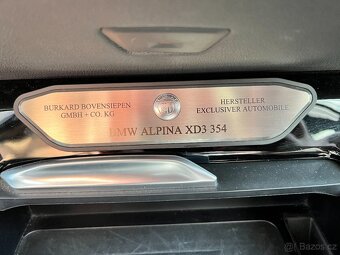 BURKARD BOVENSIEPEN
GMBH + CO. KG
HERSTELLER
EXCLUSIVER AUTOMOBILE
BMW ALPINA XD3 354
Bazos.cz